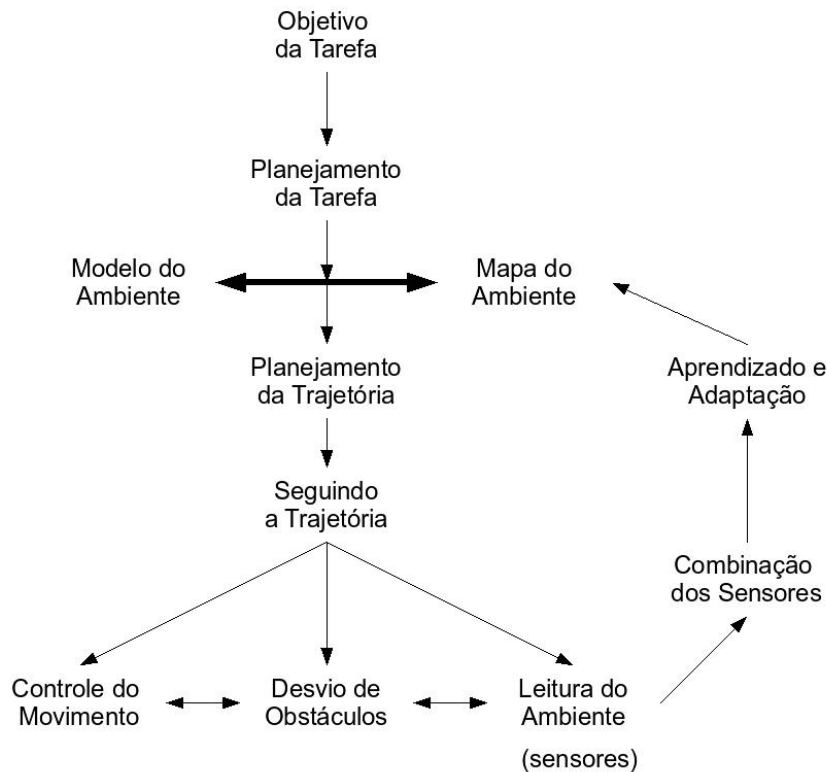 Objetivo
da Tarefa
Planejamento
da Tarefa
Modelo do
Ambiente
Mapa do
Ambiente
Planejamento
da Trajetória
Aprendizado e
Adaptação
Seguindo
a Trajetória
Combinação
dos Sensores
Controle do
Movimento
Desvio de
Obstáculos
Leitura do
Ambiente
(sensores)